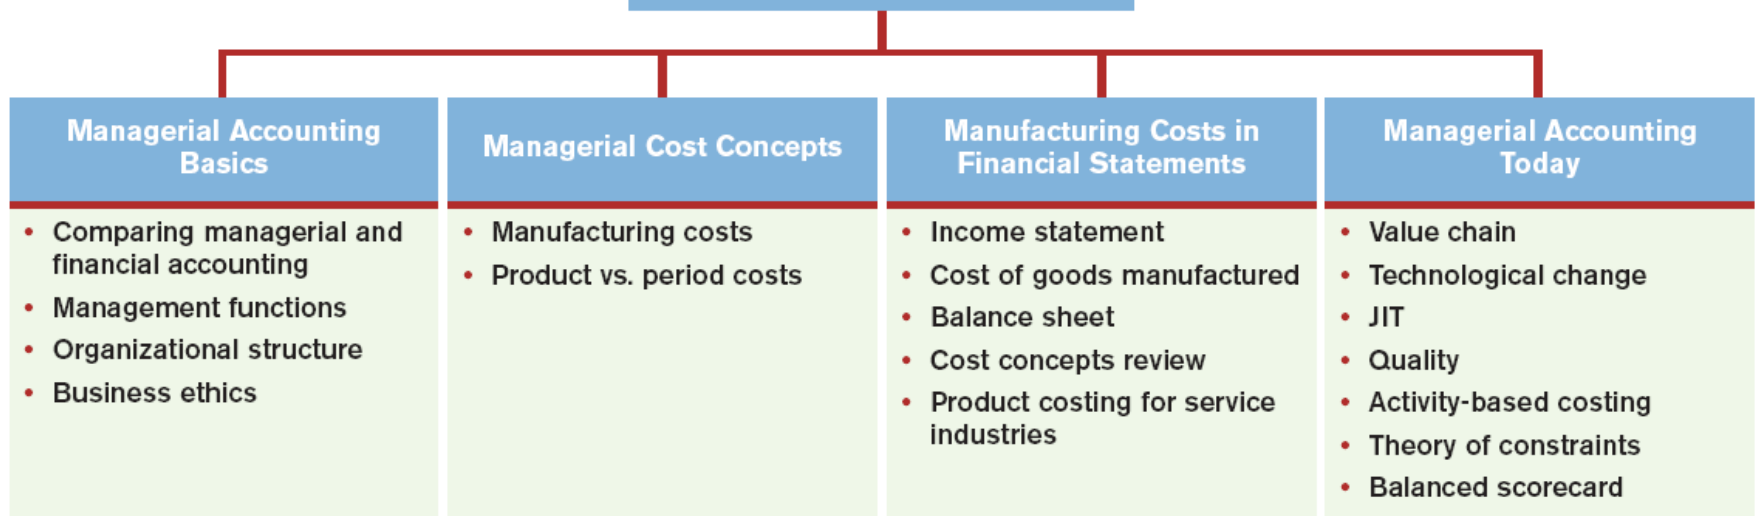 Managerial Accounting
Basics
• Comparing managerial and
financial accounting
• Management functions
• Organizational structure
• Business ethics
Managerial Cost Concepts
• Manufacturing costs
• Product vs. period costs
Manufacturing Costs in
Financial Statements
• Income statement
• Cost of goods manufactured
• Balance sheet
• Cost concepts review
• Product costing for service
industries
Managerial Accounting
Today
• Value chain
• Technological change
• JIT
• Quality
• Activity-based costing
• Theory of constraints
• Balanced scorecard